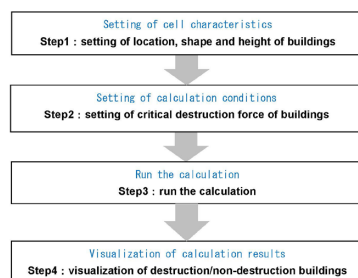 Setting of cell characteristics
Step1 : setting of location, shape and height of buildings
Setting of calculation conditions
Step2 : setting of critical destruction force of buildings
Run the calculation
Step3 : run the calculation
Visualization of calculation results
Step4 : visualization of destruction/non-destruction buildings